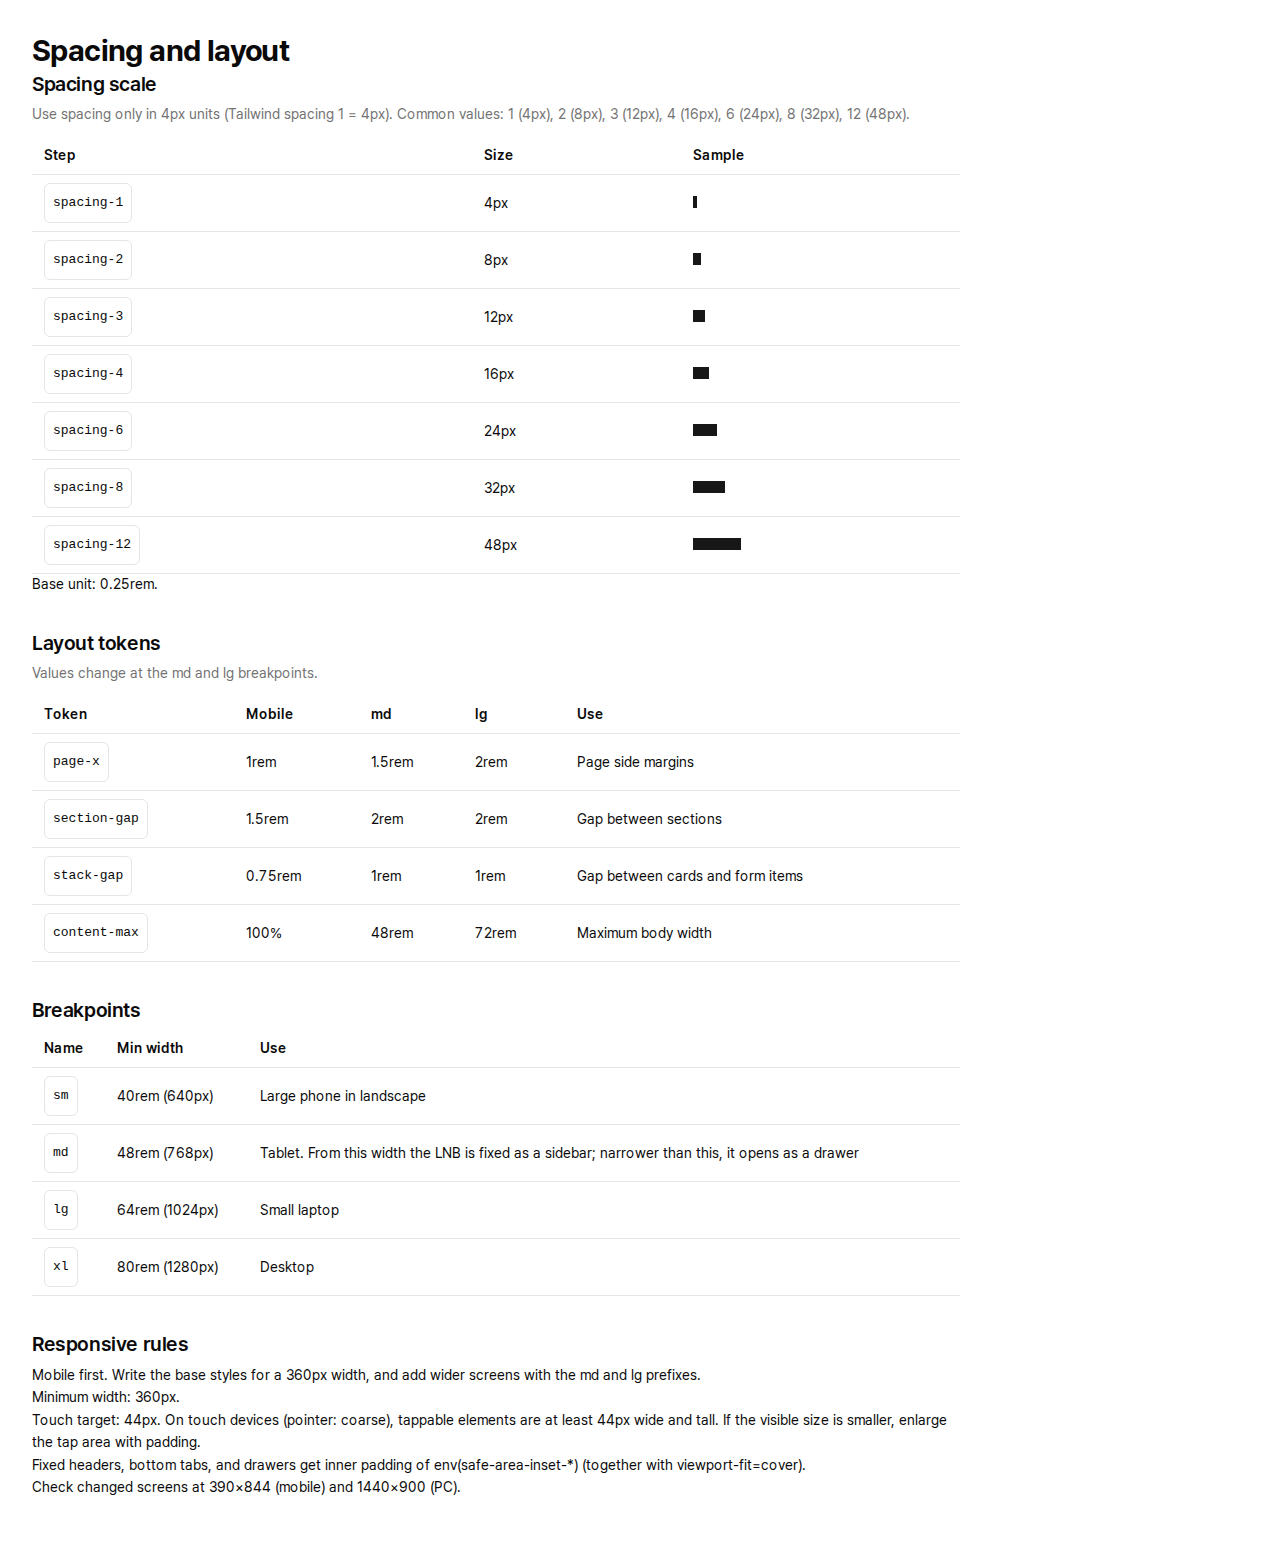 Spacing and layout
Spacing scale
Use spacing only in 4px units (Tailwind spacing 1 = 4px). Common values: 1 (4px), 2 (8px), 3 (12px), 4 (16px), 6 (24px), 8 (32px), 12 (48px).
Step Size Sample
spacing-1 4px
spacing-2 8px
spacing-3 12px
spacing-4 16px
spacing-6 24px
spacing-8 32px
spacing-12 48px
Base unit: 0.25rem.
Layout tokens
Values change at the md and lg breakpoints.
Token Mobile md lg Use
page-x 1rem 1.5rem 2rem Page side margins
section-gap 1.5rem 2rem 2rem Gap between sections
stack-gap 0.75rem 1rem 1rem Gap between cards and form items
content-max 100% 48rem 72rem Maximum body width
Breakpoints
Name Min width Use
sm 40rem (640px) Large phone in landscape
md 48rem (768px) Tablet. From this width the LNB is fixed as a sidebar; narrower than this, it opens as a drawer
lg 64rem (1024px) Small laptop
xl 80rem (1280px) Desktop
Responsive rules
Mobile first. Write the base styles for a 360px width, and add wider screens with the md and lg prefixes.
Minimum width: 360px.
Touch target: 44px. On touch devices (pointer: coarse), tappable elements are at least 44px wide and tall. If the visible size is smaller, enlarge
the tap area with padding.
Fixed headers, bottom tabs, and drawers get inner padding of env(safe-area-inset-*) (together with viewport-fit=cover).
Check changed screens at 390×844 (mobile) and 1440×900 (PC).